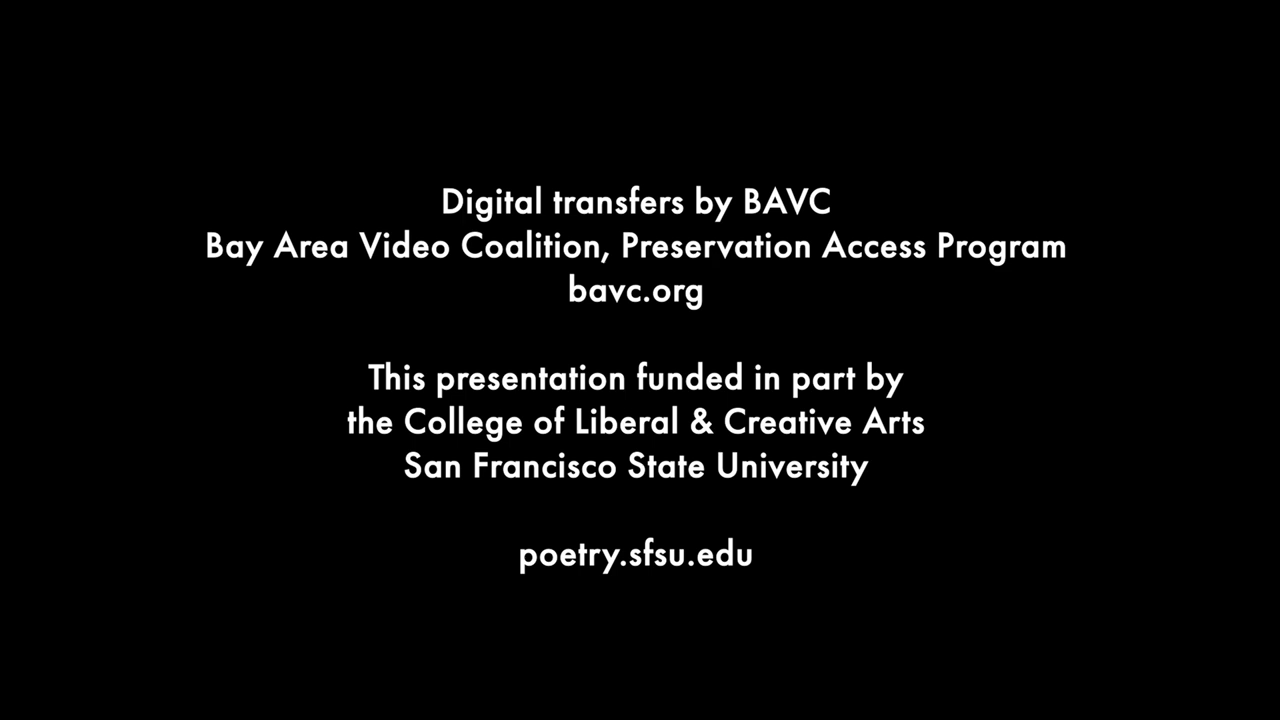 Digital transfers by BAVC
Bay Area Video Coalition, Preservation Access Program
bavc.org
This presentation funded in part by
the College of Liberal & Creative Arts
San Francisco State University
poetry.sfsu.edu